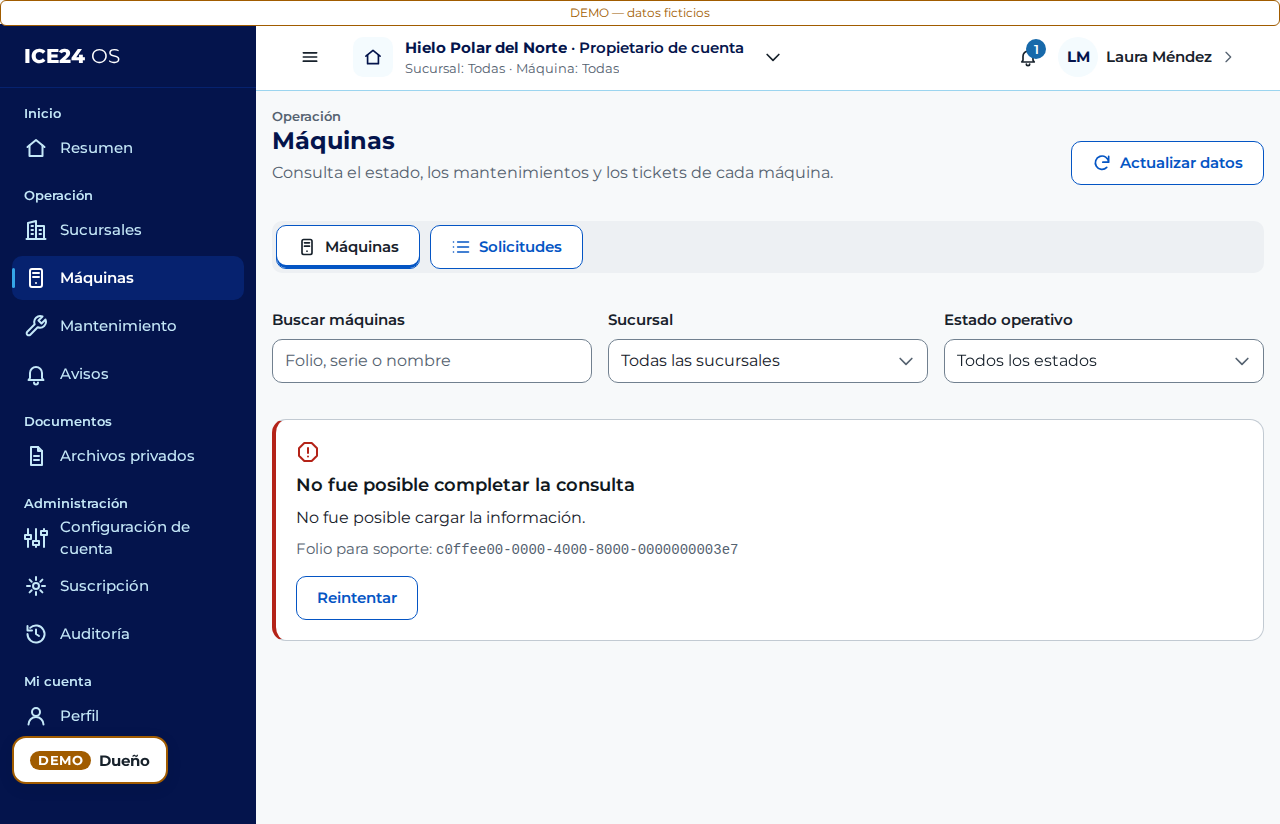 DEMO — datos ficticios
ICE24 OS
Inicio
Resumen
Operación
Sucursales
Máquinas
Mantenimiento
Avisos
Documentos
Archivos privados
Administración
Configuración de
cuenta
Suscripción
Auditoría
Mi cuenta
Perfil
DEMO Dueño
Hielo Polar del Norte · Propietario de cuenta
Sucursal: Todas · Máquina: Todas
1
LM Laura Méndez
Operación
Máquinas
Consulta el estado, los mantenimientos y los tickets de cada máquina.
Actualizar datos
Máquinas
Solicitudes
Buscar máquinas
Folio, serie o nombre
Sucursal
Todas las sucursales
Estado operativo
Todos los estados
No fue posible completar la consulta
No fue posible cargar la información.
Folio para soporte: c0ffee00-0000-4000-8000-0000000003e7
Reintentar